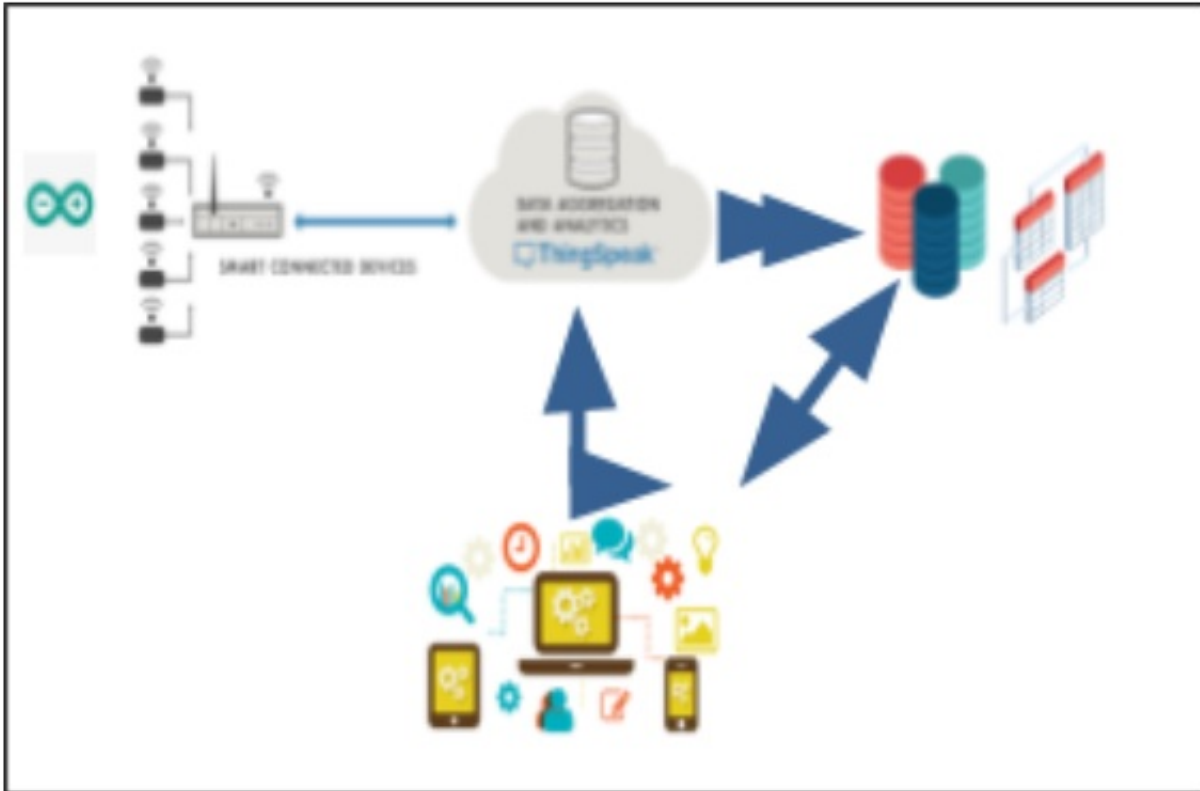 SMART CONNECTED DEVICES
DATA AGGREGATION
AND ANALYTICS
ThingSpeak